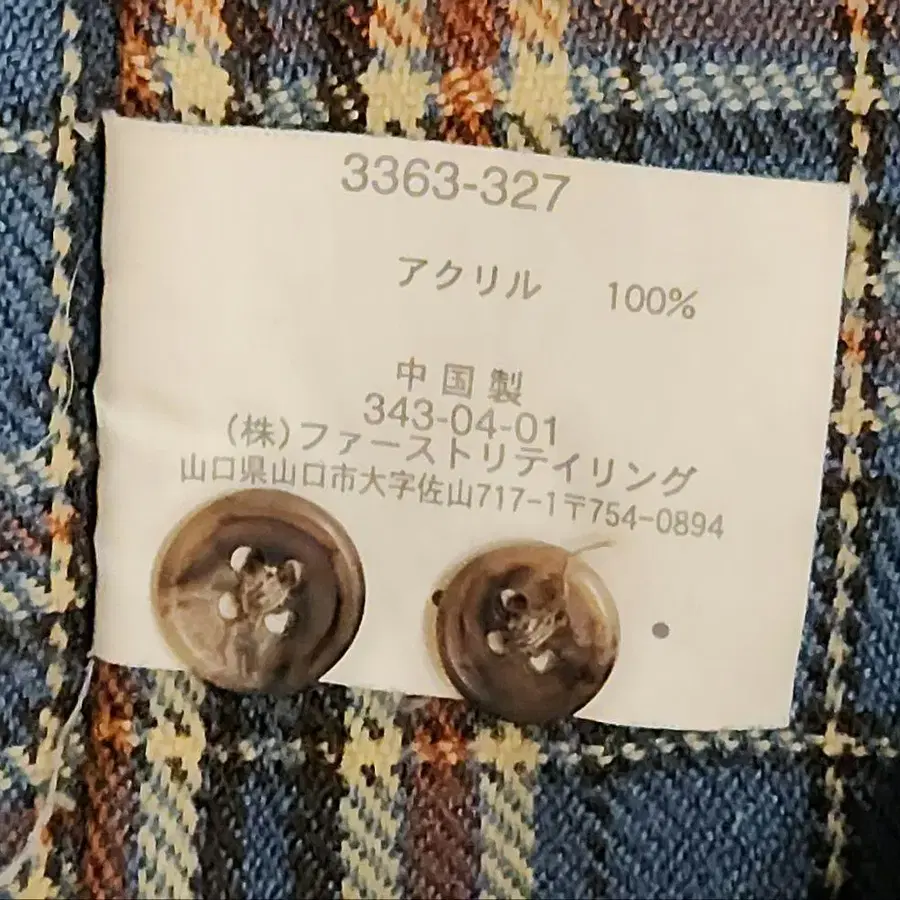 3363-327
アクリル 100%
中国製
343-04-01
(株)ファーストリテイリング
山口県山口市大字佐山717-1〒754-0894